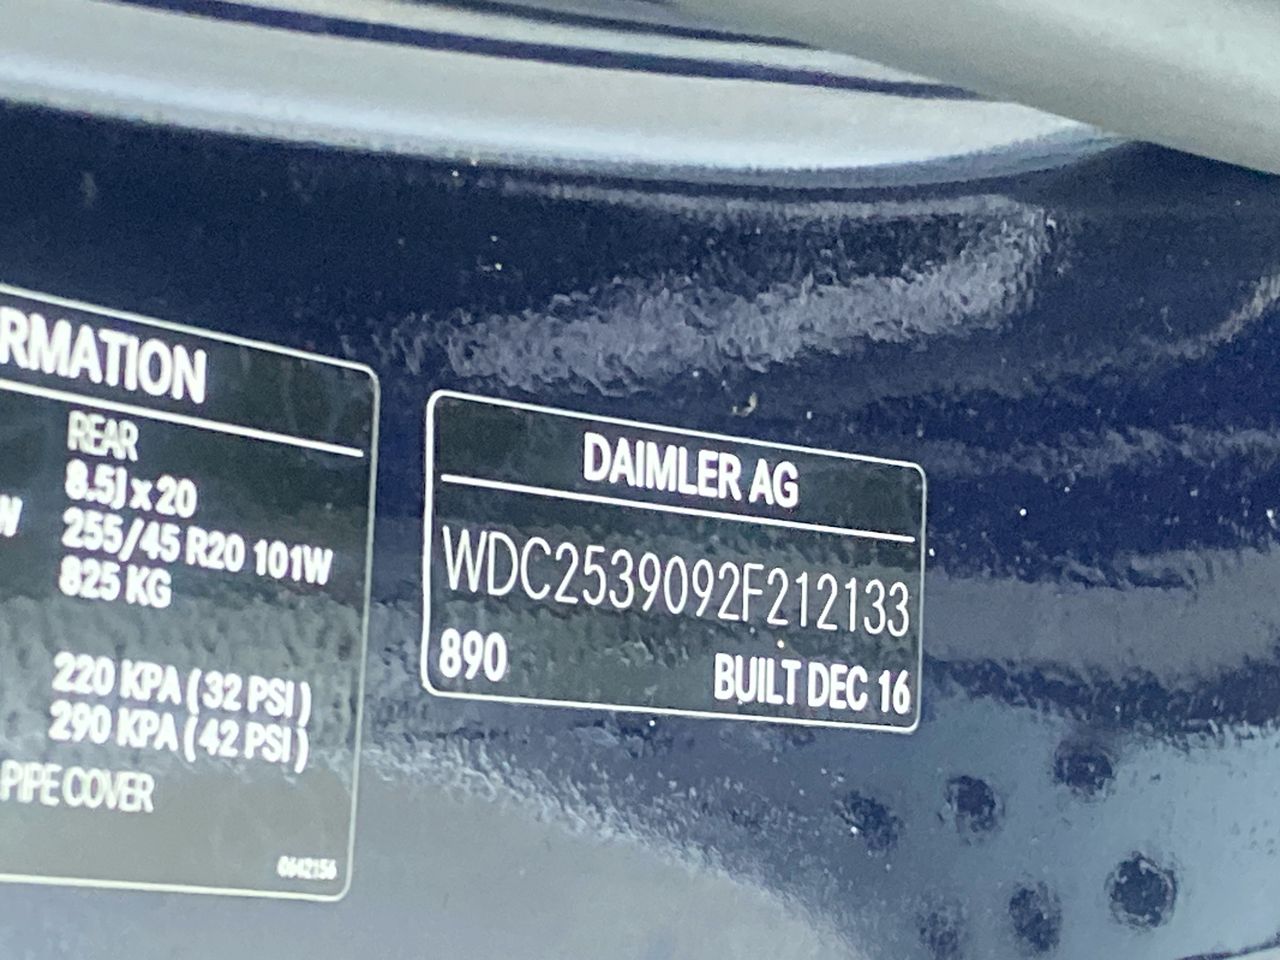 RMATION
REAR
8.5J x 20
W 255/45 R20 101W
825 KG
220 KPA ( 32 PSI )
290 KPA ( 42 PSI )
PIPE COVER
0642156
DAIMLER AG
WDC2539092F212133
890 BUILT DEC 16